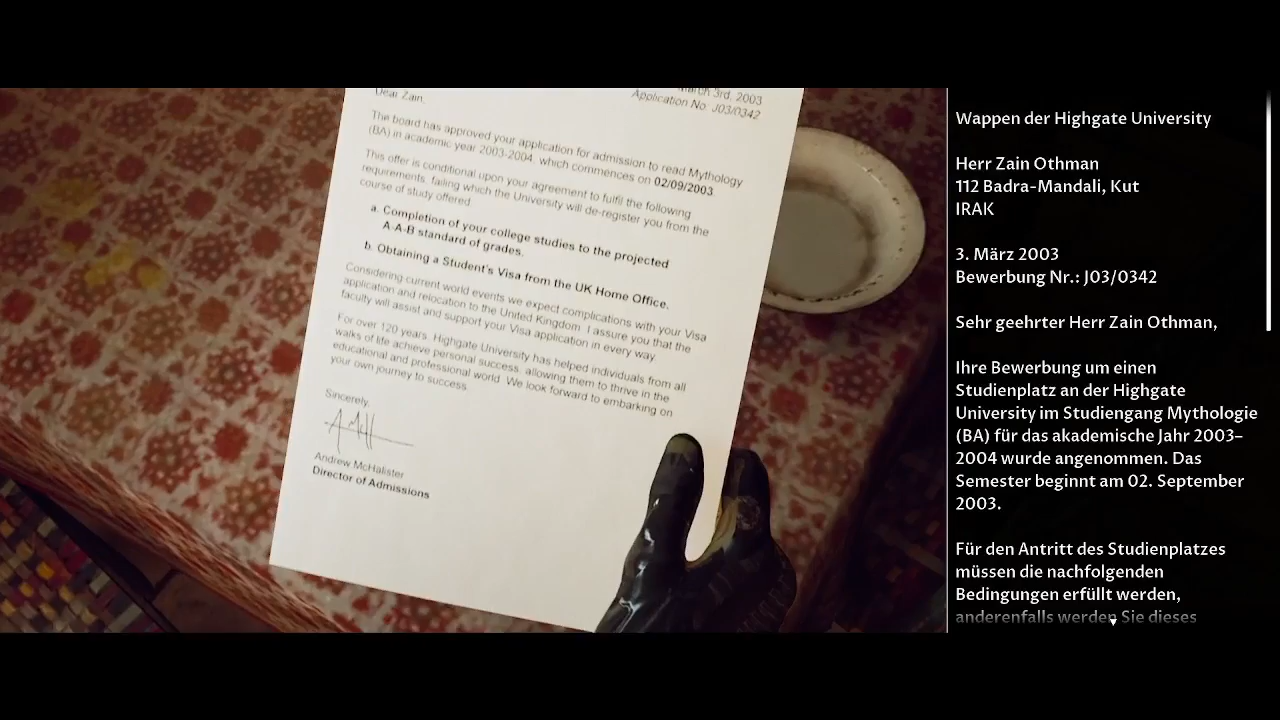 Dear Zain,
March 3rd, 2003
Application No: J03/0342
The board has approved your application for admission to read Mythology
(BA) in academic year 2003-2004, which commences on 02/09/2003.
This offer is conditional upon your agreement to fulfil the following
requirements, failing which the University will de-register you from the
course of study offered.
a. Completion of your college studies to the projected
A-A-B standard of grades.
b. Obtaining a Student's Visa from the UK Home Office.
Considering current world events we expect complications with your Visa
application and relocation to the United Kingdom. I assure you that the
faculty will assist and support your Visa application in every way.
For over 120 years, Highgate University has helped individuals from all
walks of life achieve personal success, allowing them to thrive in the
educational and professional world. We look forward to embarking on
your own journey to success.
Sincerely,
Andrew McHalister
Director of Admissions
Wappen der Highgate University
Herr Zain Othman
112 Badra-Mandali, Kut
IRAK
3. März 2003
Bewerbung Nr.: J03/0342
Sehr geehrter Herr Zain Othman,
Ihre Bewerbung um einen
Studienplatz an der Highgate
University im Studiengang Mythologie
(BA) für das akademische Jahr 2003–
2004 wurde angenommen. Das
Semester beginnt am 02. September
2003.
Für den Antritt des Studienplatzes
müssen die nachfolgenden
Bedingungen erfüllt werden,
anderenfalls werden Sie dieses